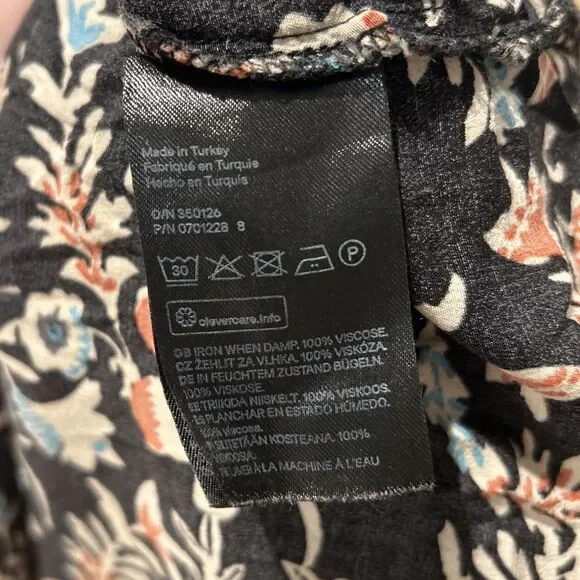 Made in Turkey
Fabriqué en Turquie
Hecho en Turquía
O/N 350126
P/N 0701228 8
30 P
clevercare.info
GB IRON WHEN DAMP. 100% VISCOSE.
CZ ŽEHLIT ZA VLHKA. 100% VISKÓZA.
DE IN FEUCHTEM ZUSTAND BÜGELN.
100% VISKOSE.
EE TRIIKIDA NIISKELT. 100% VISKOOS.
ES PLANCHAR EN ESTADO HÚMEDO.
viscosa.
KOSTEANA. 100%
À LA MACHINE À L'EAU